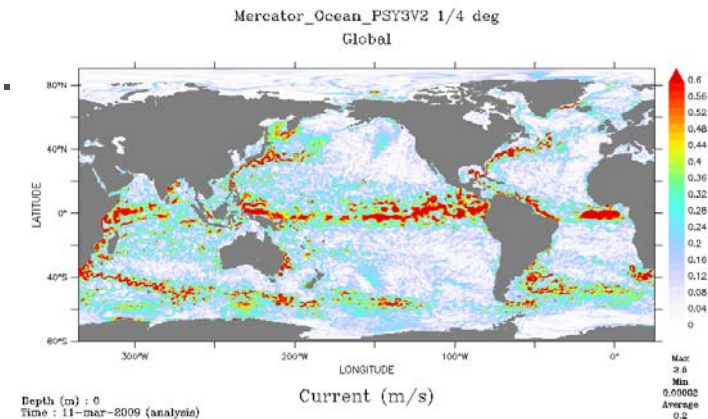 Mercator_Ocean_PSY3V2 1/4 deg
Global
80°N
40°N
0°
40°S
80°S
LATITUDE
300°W
200°W
100°W
0°
LONGITUDE
0.6
0.56
0.48
0.44
0.4
0.36
0.32
0.28
0.24
0.2
0.16
0.12
0.08
0.04
0
Max
2.6
Min
0.00002
Average
0.2
Depth (m) : 0
Time : 11-mar-2009 (analysis)
Current (m/s)